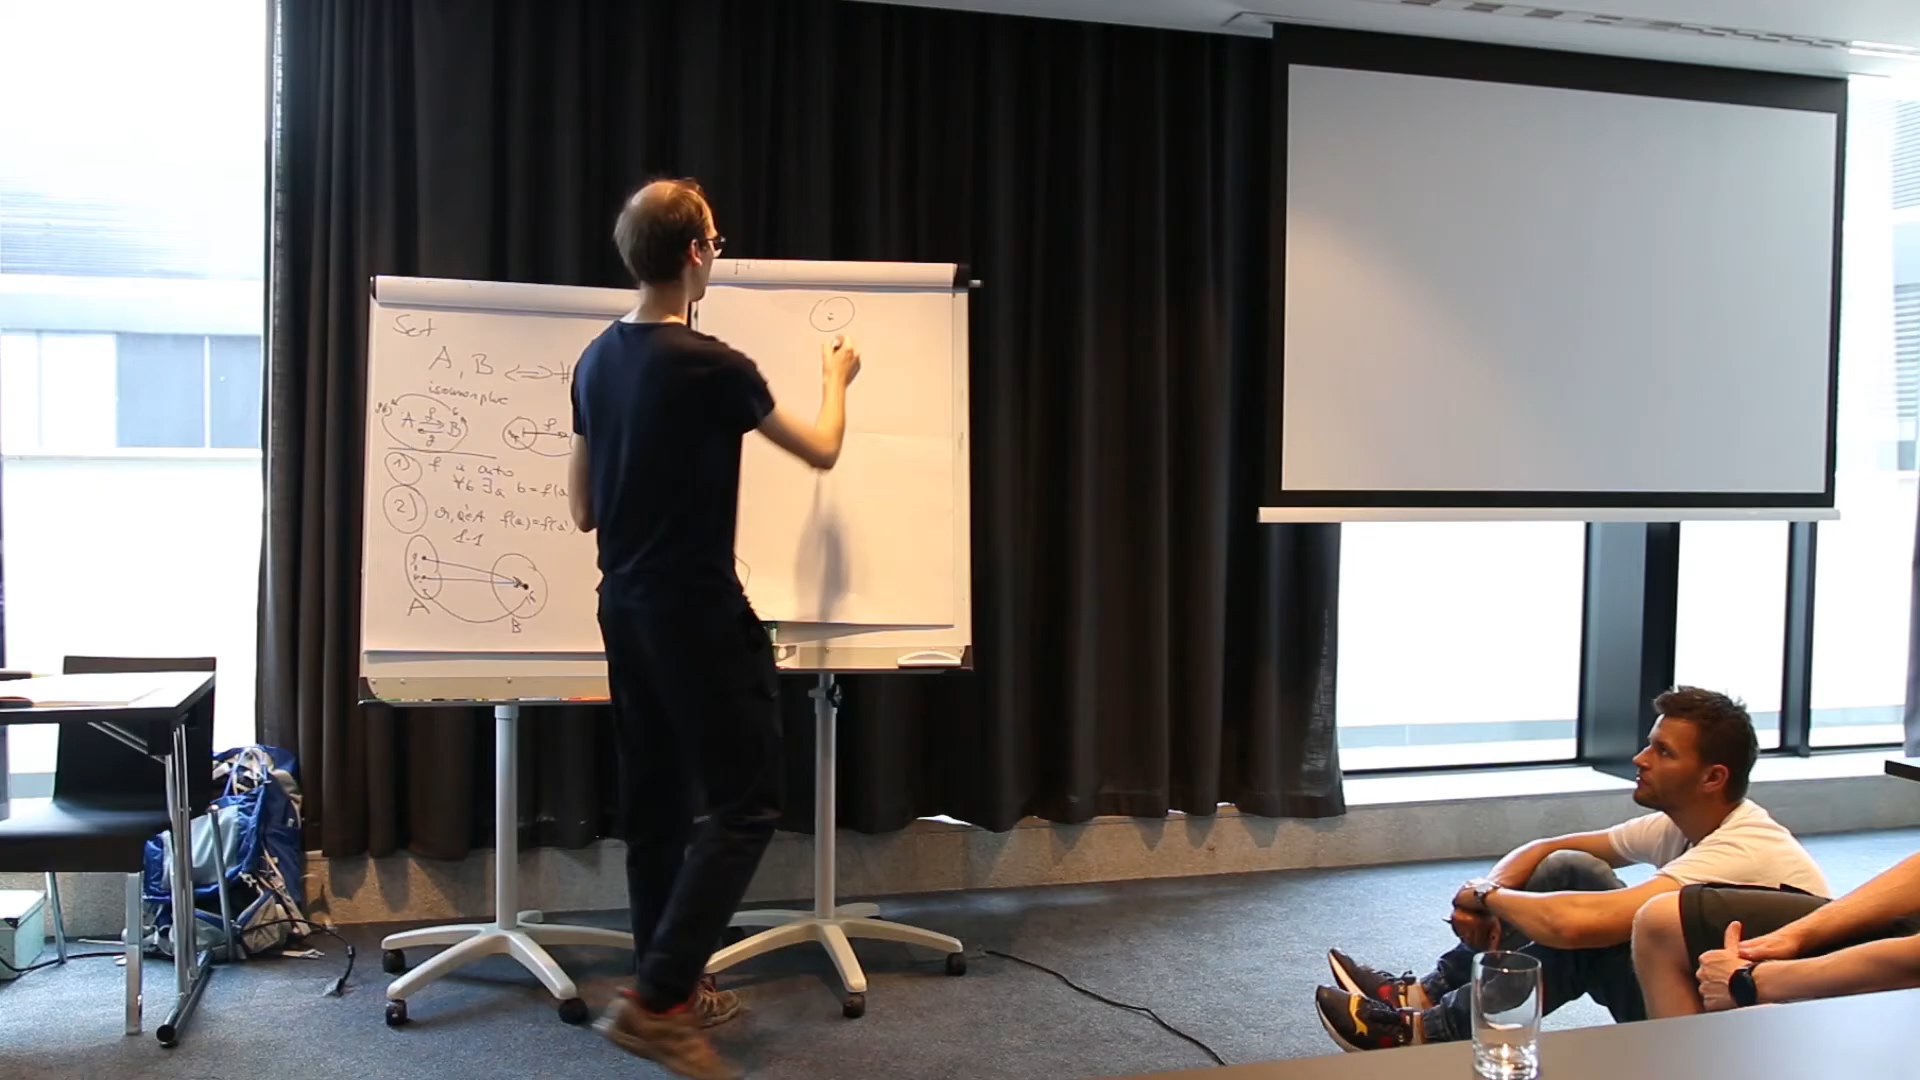 Set
A, B ⟺ #
isomorphic
A f B
g
f
1) f is onto
∀b ∃a b = f(a
2) a, a'∈A f(a)=f(a')
1-1
A
b
B